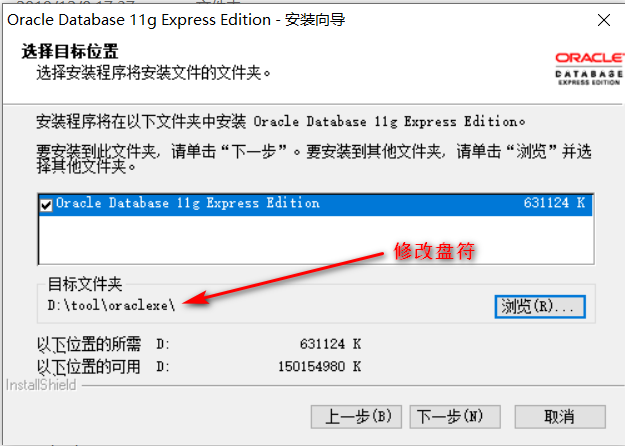 Oracle Database 11g Express Edition - 安装向导
选择目标位置
选择安装程序将安装文件的文件夹。
ORACLE
DATABASE
EXPRESS EDITION
安装程序将在以下文件夹中安装 Oracle Database 11g Express Edition。
要安装到此文件夹,请单击“下一步”。要安装到其他文件夹,请单击“浏览”并选
择其他文件夹。
Oracle Database 11g Express Edition 631124 K
修改盘符
目标文件夹
D:\tool\oraclexe\
浏览(R)...
以下位置的所需 D: 631124 K
以下位置的可用 D: 150154980 K
InstallShield
上一步(B) 下一步(N) 取消